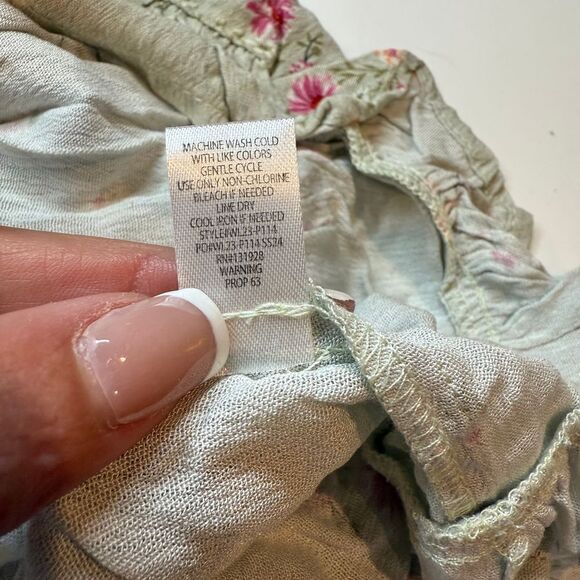 MACHINE WASH COLD
WITH LIKE COLORS
GENTLE CYCLE
USE ONLY NON-CHLORINE
BLEACH IF NEEDED
LINE DRY
COOL IRON IF NEEDED
STYLE#WL23-P114
PO#WL23-P114 SS24
RN#131928
WARNING
PROP 63